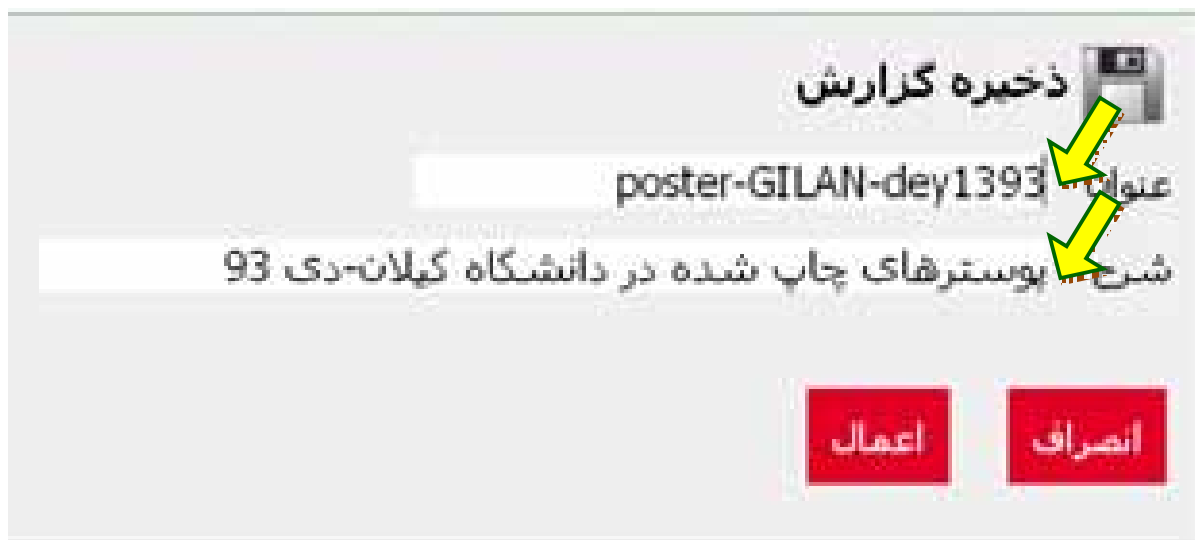 ذخیره گزارش
عنوان poster-GILAN-dey1393
شرح پوسترهای چاپ شده در دانشگاه گیلان-دی 93
انصراف اعمال